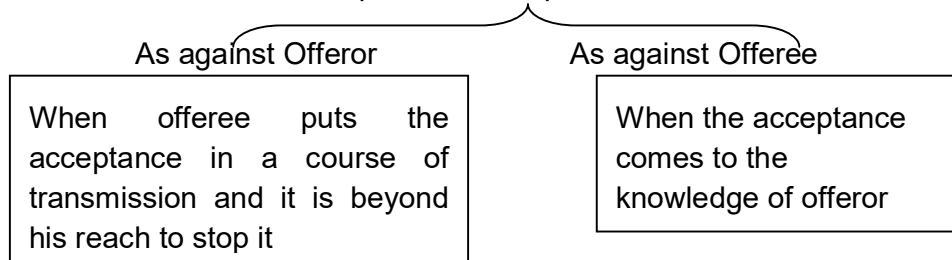 As against Offeror
As against Offeree
When offeree puts the
acceptance in a course of
transmission and it is beyond
his reach to stop it
When the acceptance
comes to the
knowledge of offeror